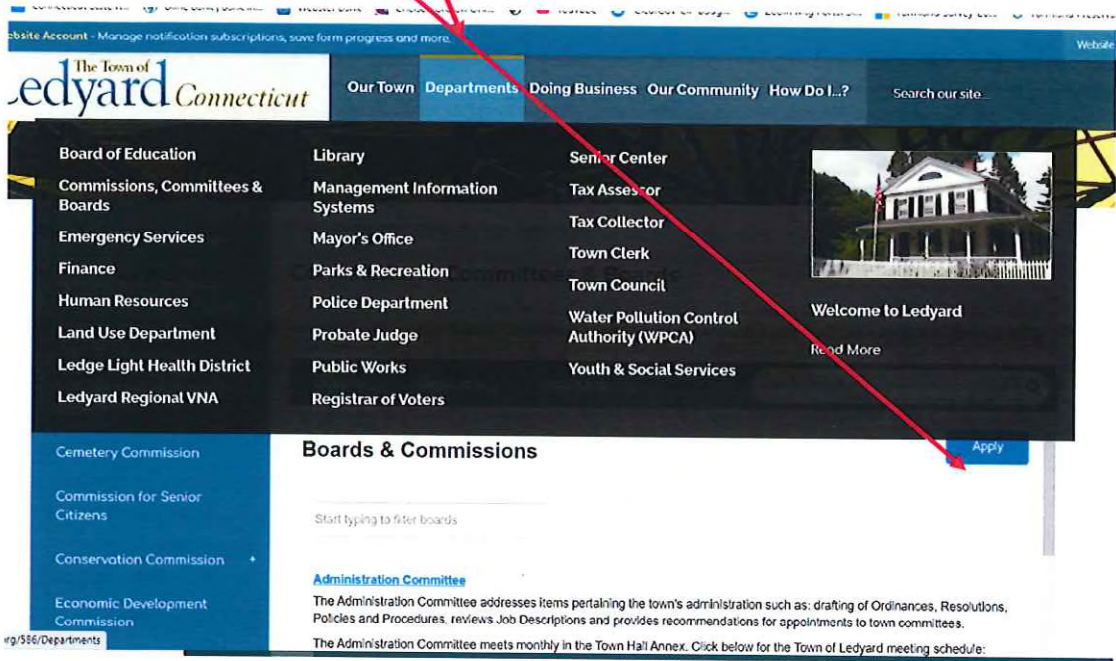 ebsite Account - Manage notification subscriptions, save form progress and more.
Website
The Town of
Ledyard Connecticut
Our Town Departments Doing Business Our Community How Do I...?
Search our site...
Board of Education
Commissions, Committees &
Boards
Emergency Services
Finance
Human Resources
Land Use Department
Ledge Light Health District
Ledyard Regional VNA
Library
Management Information
Systems
Mayor's Office
Parks & Recreation
Police Department
Probate Judge
Public Works
Registrar of Voters
Senior Center
Tax Assessor
Tax Collector
Town Clerk
Town Council
Water Pollution Control
Authority (WPCA)
Youth & Social Services
Welcome to Ledyard
Read More
Cemetery Commission
Commission for Senior
Citizens
Conservation Commission +
Economic Development
Commission
org/586/Departments
Boards & Commissions
Apply
Start typing to filter boards
Administration Committee
The Administration Committee addresses items pertaining the town's administration such as: drafting of Ordinances, Resolutions,
Policies and Procedures, reviews Job Descriptions and provides recommendations for appointments to town committees.
The Administration Committee meets monthly in the Town Hall Annex. Click below for the Town of Ledyard meeting schedule: